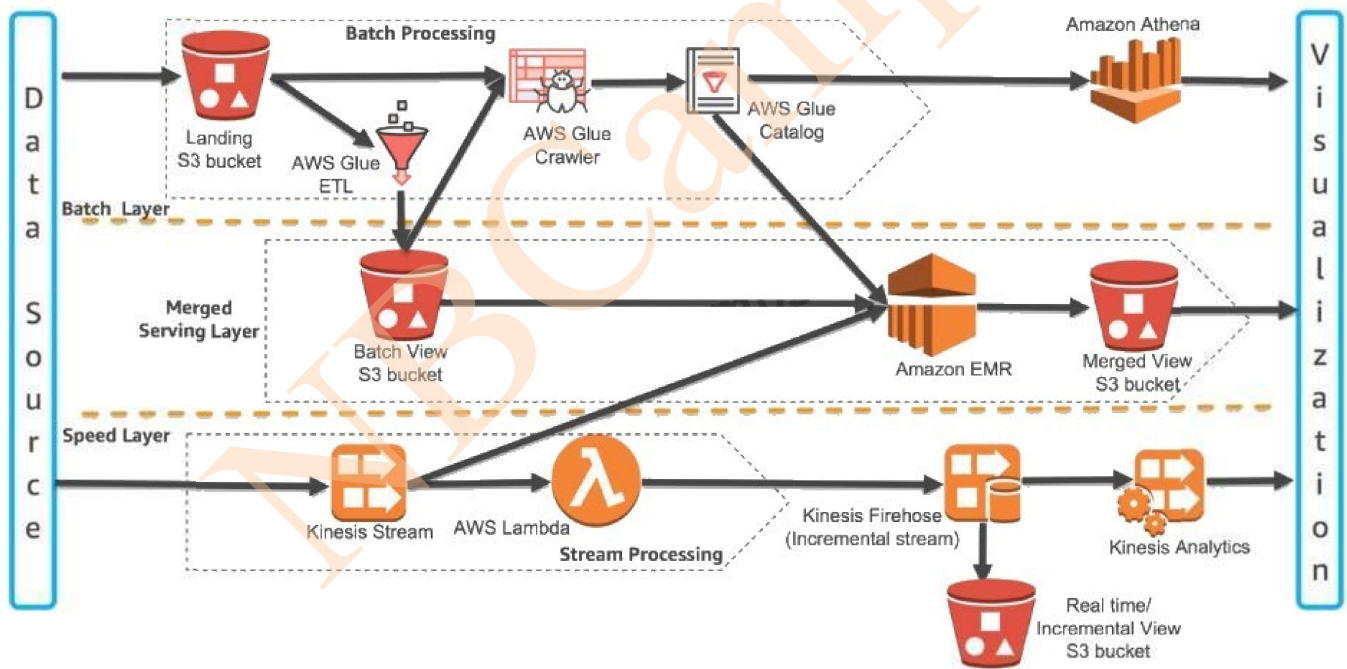 Data Source
Batch Processing
Landing
S3 bucket
AWS Glue
ETL
AWS Glue
Crawler
AWS Glue
Catalog
Amazon Athena
Visualization
Batch Layer
Merged
Serving Layer
Batch View
S3 bucket
Amazon EMR
Merged View
S3 bucket
Speed Layer
Kinesis Stream
AWS Lambda
λ
Stream Processing
Kinesis Firehose
(Incremental stream)
Kinesis Analytics
Real time/
Incremental View
S3 bucket